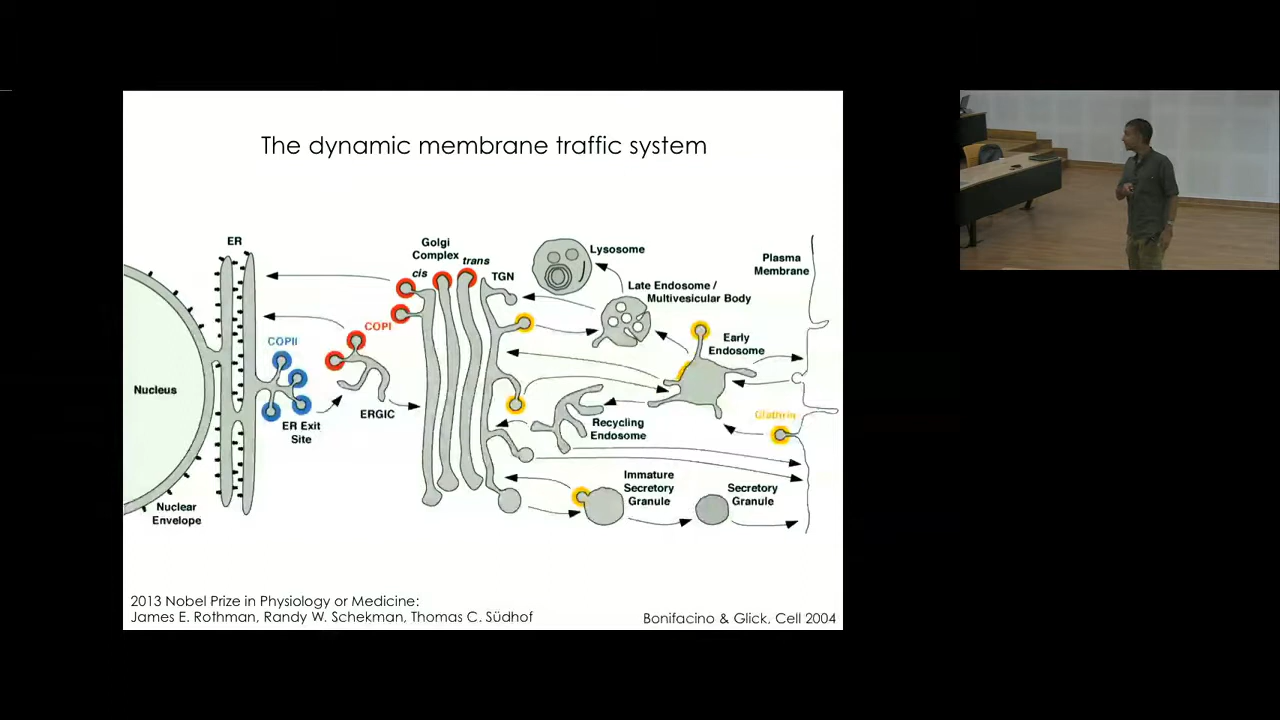 The dynamic membrane traffic system
ER
Golgi
Complex
cis
trans
TGN
Lysosome
Late Endosome /
Multivesicular Body
Plasma
Membrane
COPI
COPII
Early
Endosome
Nucleus
ERGIC
ER Exit
Site
Recycling
Endosome
Clathrin
Immature
Secretory
Granule
Secretory
Granule
Nuclear
Envelope
2013 Nobel Prize in Physiology or Medicine:
James E. Rothman, Randy W. Schekman, Thomas C. Südhof
Bonifacino & Glick, Cell 2004